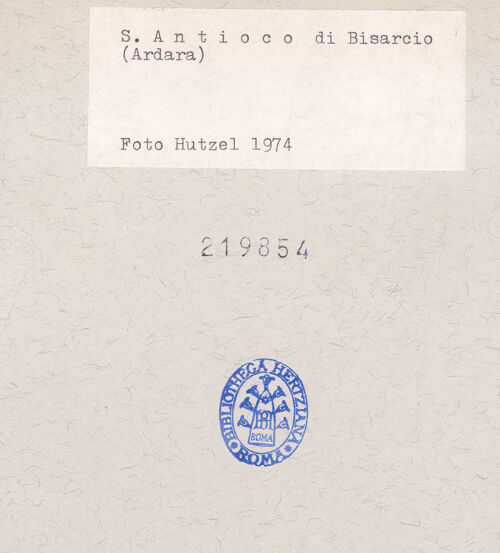 S. A n t i o c o di Bisarcio
(Ardara)
Foto Hutzel 1974
219854
BIBLIOTHECA HERTZIANA
ROMA
ROMA